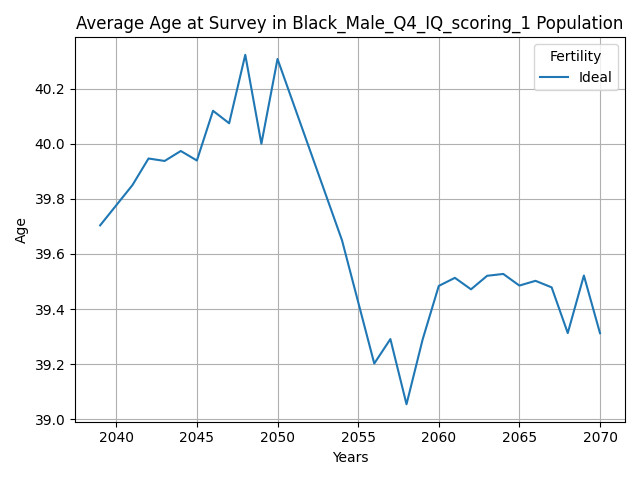 Average Age at Survey in Black_Male_Q4_IQ_scoring_1 Population
Fertility
Ideal
Age
40.2
40.0
39.8
39.6
39.4
39.2
39.0
2040 2045 2050 2055 2060 2065 2070
Years